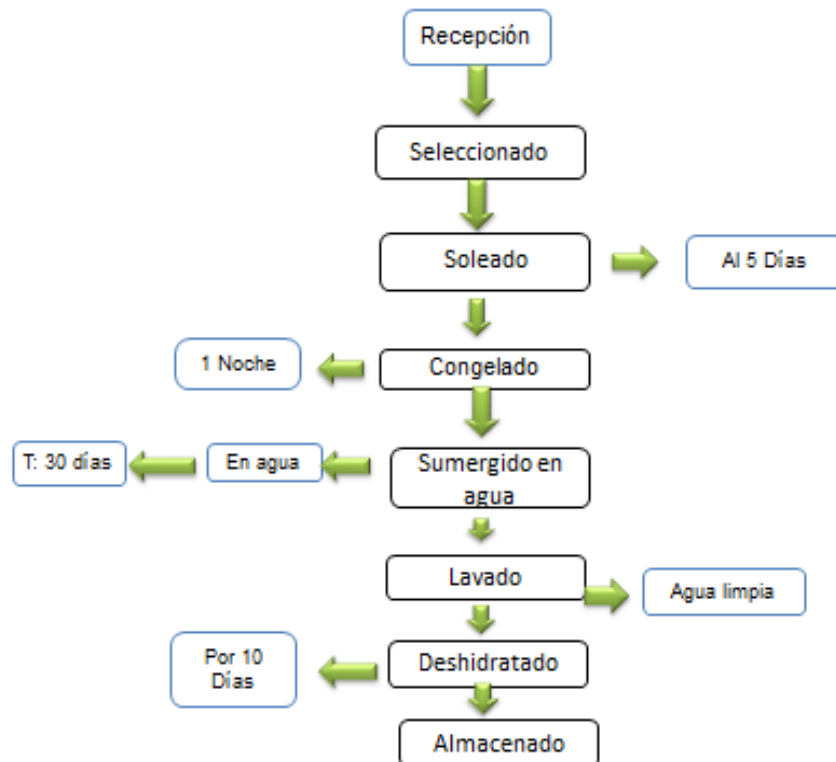 Recepción
Seleccionado
Soleado
Al 5 Días
1 Noche
Congelado
T: 30 días
En agua
Sumergido en
agua
Lavado
Agua limpia
Por 10
Días
Deshidratado
Almacenado